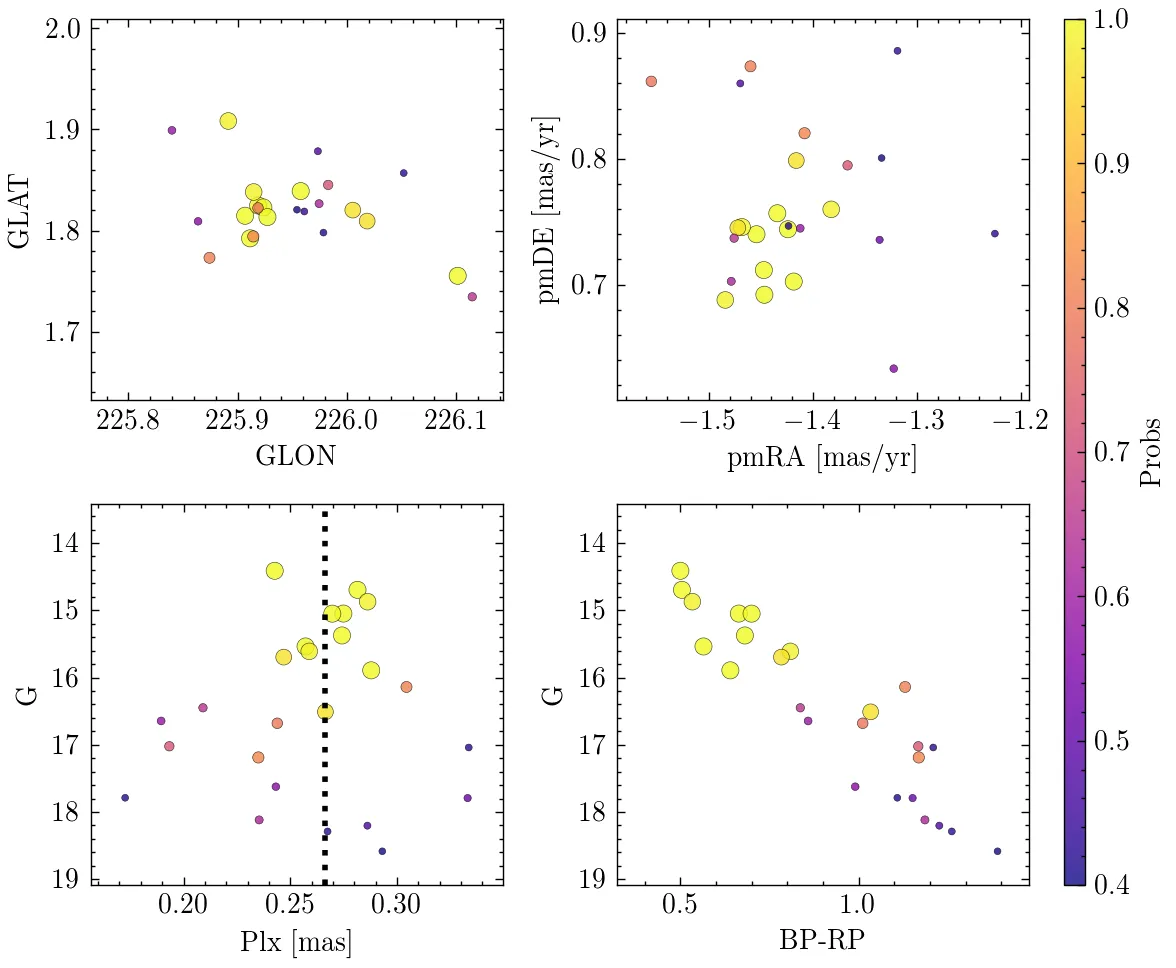 2.0
1.9
1.8
1.7
GLAT
225.8 225.9 226.0 226.1
GLON
0.9
0.8
0.7
pmDE [mas/yr]
−1.5 −1.4 −1.3 −1.2
pmRA [mas/yr]
14
15
16
17
18
19
G
0.20 0.25 0.30
Plx [mas]
14
15
16
17
18
19
G
0.5 1.0
BP-RP
1.0
0.9
0.8
0.7
0.6
0.5
0.4
Probs